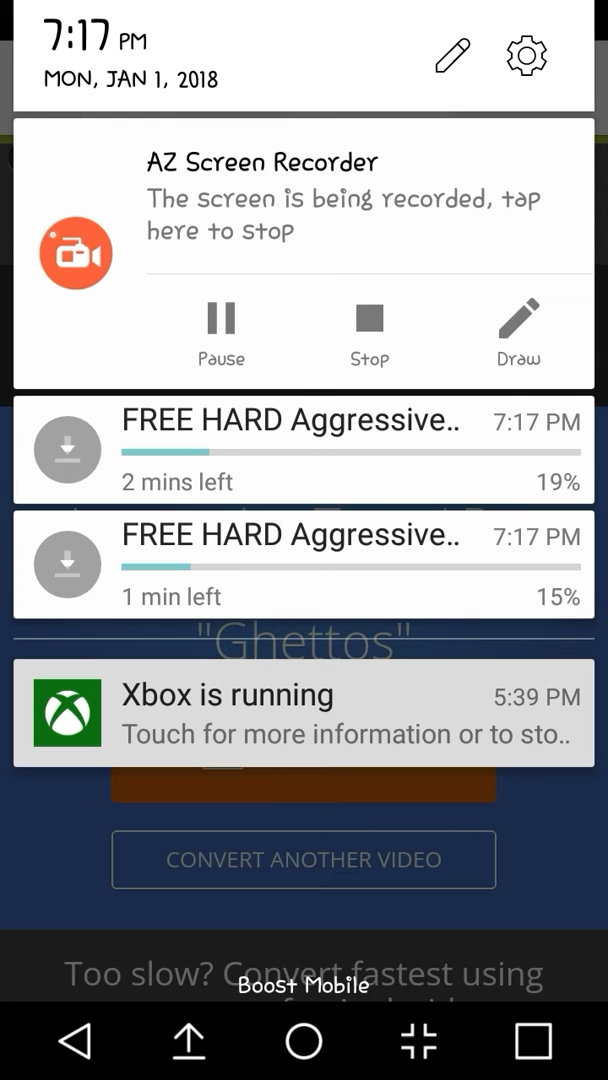 7:17 PM
MON, JAN 1, 2018
AZ Screen Recorder
The screen is being recorded, tap
here to stop
Pause
Stop
Draw
FREE HARD Aggressive..
7:17 PM
2 mins left
19%
FREE HARD Aggressive..
7:17 PM
1 min left
15%
"Ghettos"
Xbox is running
5:39 PM
Touch for more information or to sto..
CONVERT ANOTHER VIDEO
Too slow? Convert fastest using
Boost Mobile